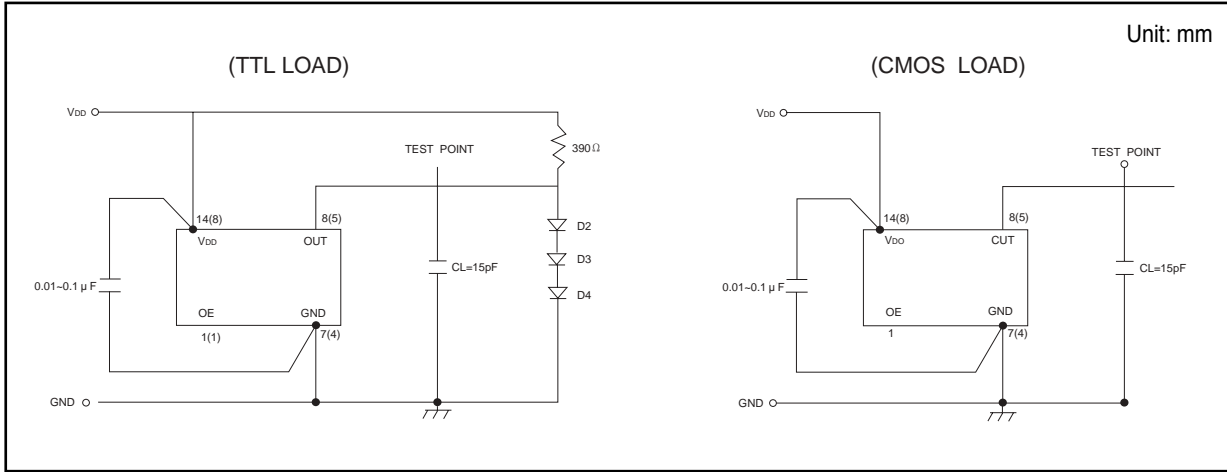 Unit: mm
(TTL LOAD)
VDD
TEST POINT
390Ω
14(8)
8(5)
VDD
OUT
D2
D3
D4
CL=15pF
0.01~0.1 μ F
OE
GND
1(1)
7(4)
GND
(CMOS LOAD)
VDD
TEST POINT
14(8)
8(5)
VDO
CUT
CL=15pF
0.01~0.1 μ F
OE
GND
1
7(4)
GND